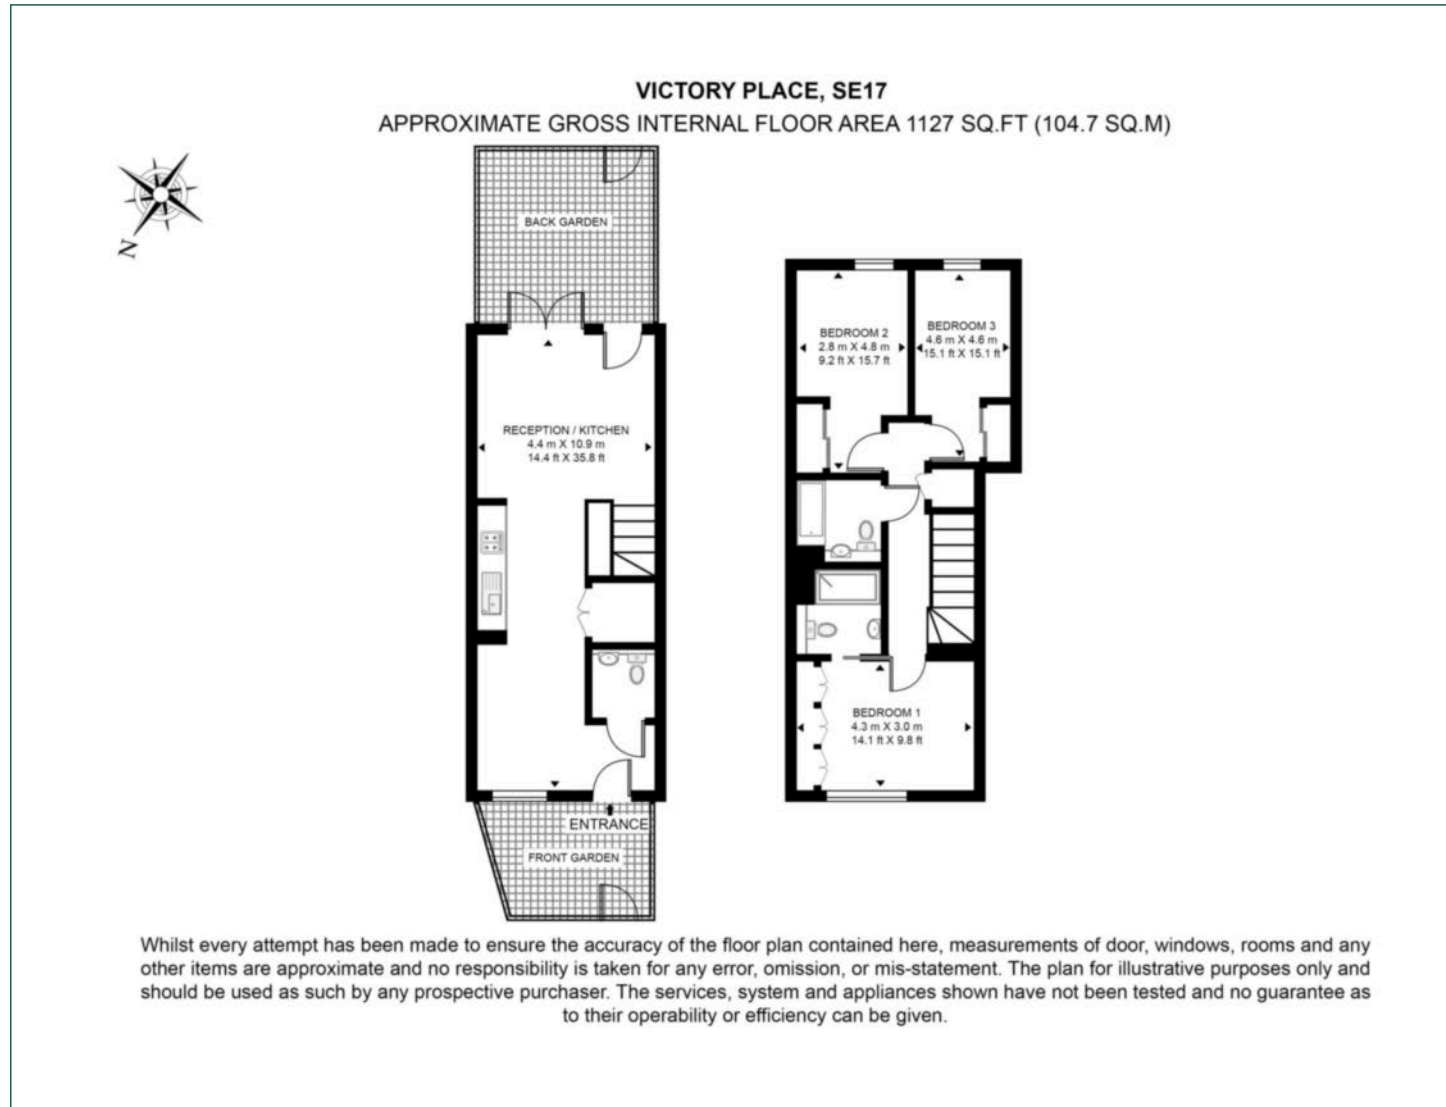 VICTORY PLACE, SE17
APPROXIMATE GROSS INTERNAL FLOOR AREA 1127 SQ.FT (104.7 SQ.M)
N
BACK GARDEN
RECEPTION / KITCHEN
4.4 m X 10.9 m
14.4 ft X 35.8 ft
ENTRANCE
FRONT GARDEN
BEDROOM 2
2.8 m X 4.8 m
9.2 ft X 15.7 ft
BEDROOM 3
4.6 m X 4.6 m
15.1 ft X 15.1 ft
BEDROOM 1
4.3 m X 3.0 m
14.1 ft X 9.8 ft
Whilst every attempt has been made to ensure the accuracy of the floor plan contained here, measurements of door, windows, rooms and any
other items are approximate and no responsibility is taken for any error, omission, or mis-statement. The plan for illustrative purposes only and
should be used as such by any prospective purchaser. The services, system and appliances shown have not been tested and no guarantee as
to their operability or efficiency can be given.